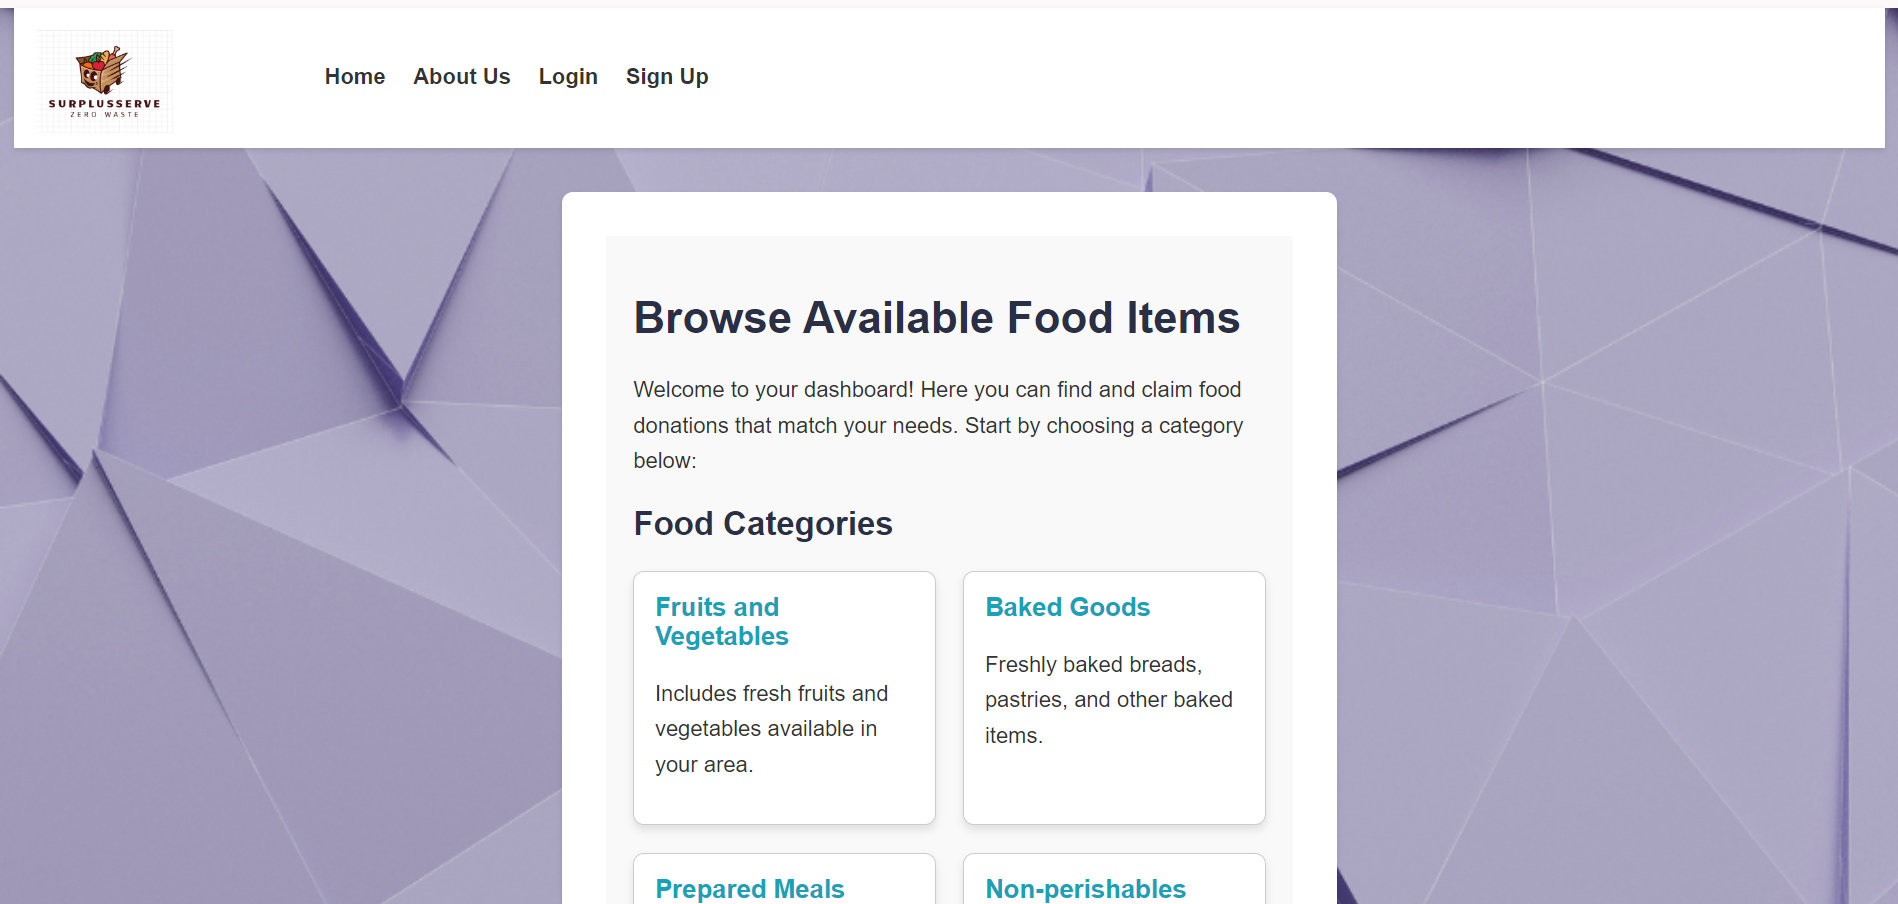 SURPLUSSERVE
ZERO WASTE
Home About Us Login Sign Up
Browse Available Food Items
Welcome to your dashboard! Here you can find and claim food
donations that match your needs. Start by choosing a category
below:
Food Categories
Fruits and
Vegetables
Includes fresh fruits and
vegetables available in
your area.
Baked Goods
Freshly baked breads,
pastries, and other baked
items.
Prepared Meals
Non-perishables